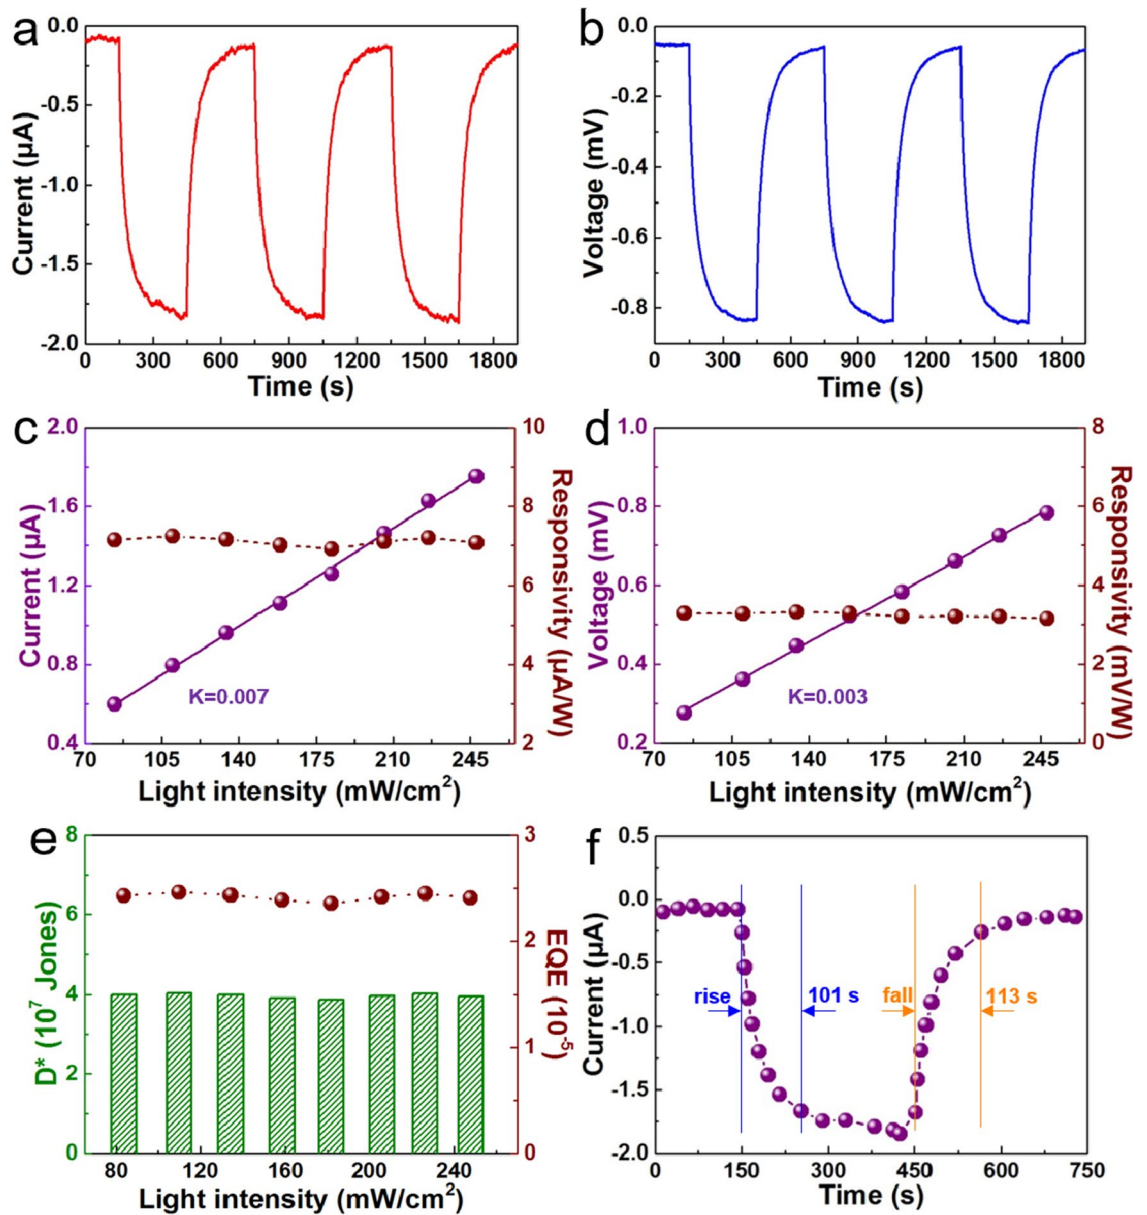 a
0.0
-0.5
-1.0
-1.5
-2.0
Current (μA)
0 300 600 900 1200 1500 1800
Time (s)
b
0.0
-0.2
-0.4
-0.6
-0.8
Voltage (mV)
0 300 600 900 1200 1500 1800
Time (s)
c
2.0
1.6
1.2
0.8
0.4
Current (μA)
10
8
6
4
2
Responsivity (μA/W)
K=0.007
70 105 140 175 210 245
Light intensity (mW/cm²)
d
1.0
0.8
0.6
0.4
0.2
Voltage (mV)
8
6
4
2
0
Responsivity (mV/W)
K=0.003
70 105 140 175 210 245
Light intensity (mW/cm²)
e
8
6
4
2
0
D* (10⁷ Jones)
3
2
1
0
EQE (10⁻⁵)
80 120 160 200 240
Light intensity (mW/cm²)
f
0.5
0.0
-0.5
-1.0
-1.5
-2.0
Current (μA)
rise 101 s fall 113 s
0 150 300 450 600 750
Time (s)